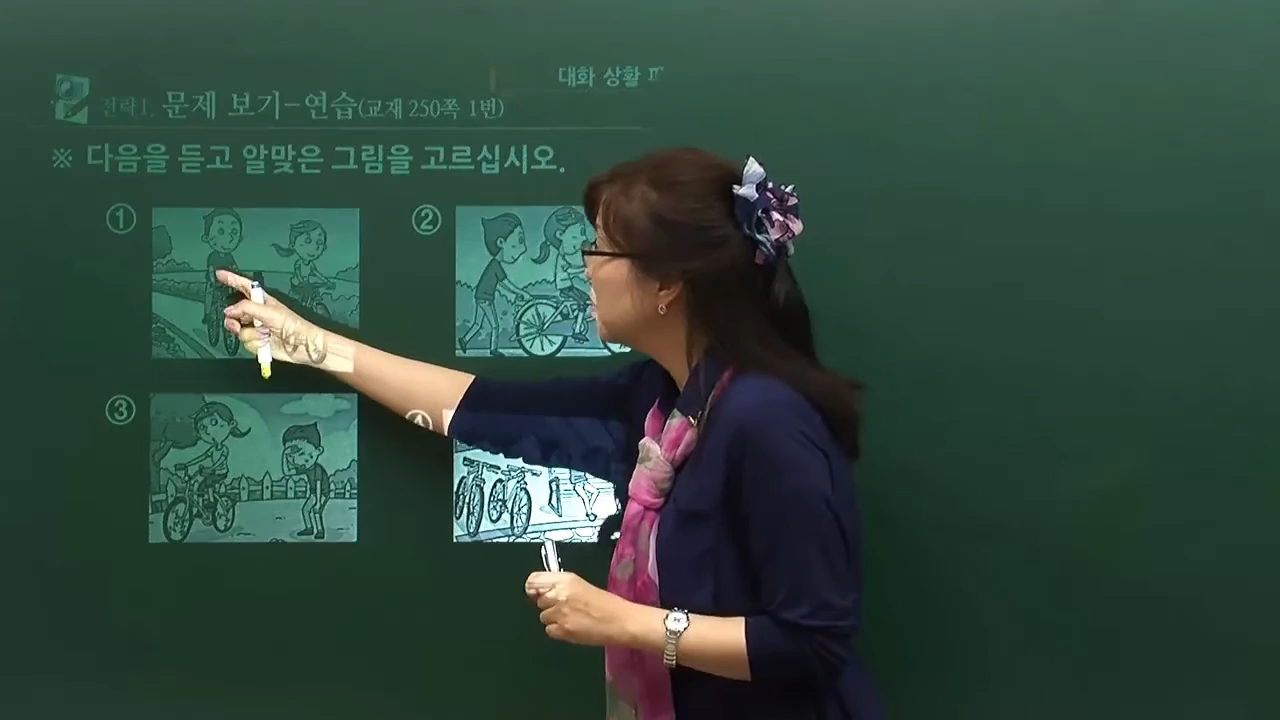 대화 상황
전략 I. 문제 보기-연습(교재 250쪽 1번)
※ 다음을 듣고 알맞은 그림을 고르십시오.
①
②
③
④